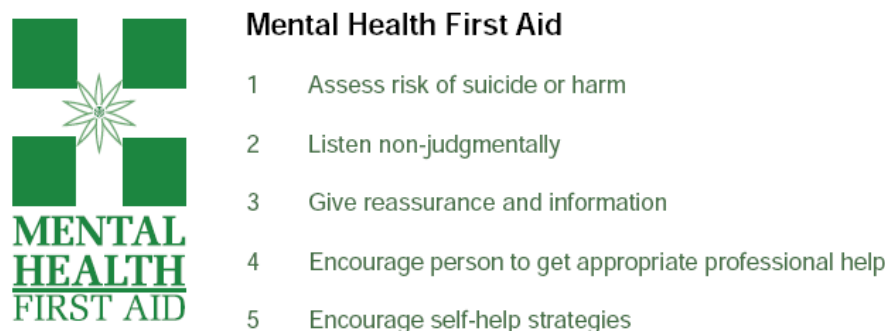 Mental Health First Aid
1 Assess risk of suicide or harm
2 Listen non-judgmentally
3 Give reassurance and information
4 Encourage person to get appropriate professional help
5 Encourage self-help strategies
MENTAL
HEALTH
FIRST AID